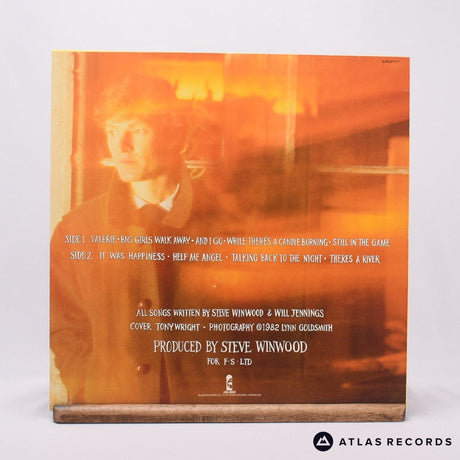 SIDE 1. VALERIE • BIG GIRLS WALK AWAY • AND I GO • WHILE THERE'S A CANDLE BURNING • STILL IN THE GAME
SIDE 2. IT WAS HAPPINESS • HELP ME ANGEL • TALKING BACK TO THE NIGHT • THERE'S A RIVER
ALL SONGS WRITTEN BY STEVE WINWOOD & WILL JENNINGS
COVER TONY WRIGHT • PHOTOGRAPHY ©1982 LYNN GOLDSMITH
PRODUCED BY STEVE WINWOOD
FOR F•S•LTD
ATLAS RECORDS